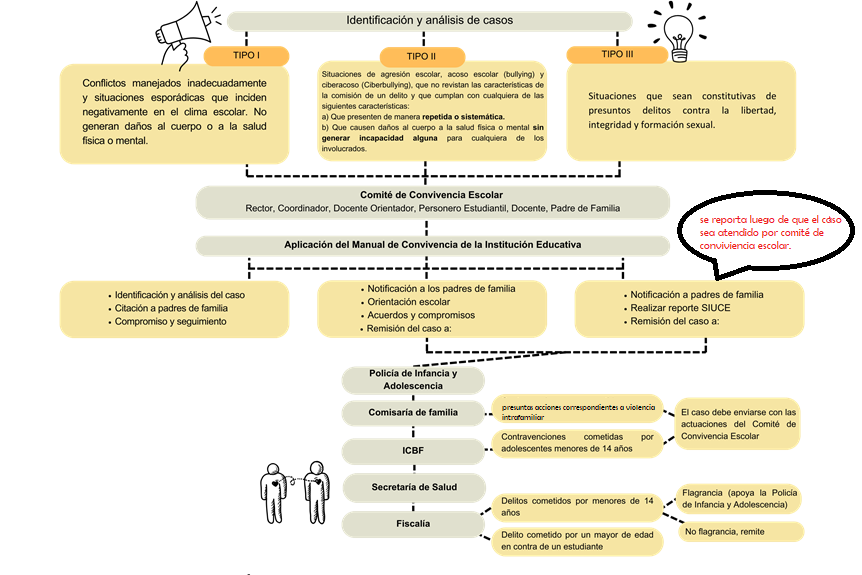 Identificación y análisis de casos
TIPO I
TIPO II
TIPO III
Conflictos manejados inadecuadamente
y situaciones esporádicas que inciden
negativamente en el clima escolar. No
generan daños al cuerpo o a la salud
física o mental.
Situaciones de agresión escolar, acoso escolar (bullying) y
ciberacoso (Ciberbullying), que no revistan las características de
la comisión de un delito y que cumplan con cualquiera de las
siguientes características:
a) Que presenten de manera repetida o sistemática.
b) Que causen daños al cuerpo a la salud física o mental sin
generar incapacidad alguna para cualquiera de los
involucrados.
Situaciones que sean constitutivas de
presuntos delitos contra la libertad,
integridad y formación sexual.
Comité de Convivencia Escolar
Rector, Coordinador, Docente Orientador, Personero Estudiantil, Docente, Padre de Familia
se reporta luego de que el caso
sea atendido por comité de
conviviencia escolar.
Aplicación del Manual de Convivencia de la Institución Educativa
• Identificación y análisis del caso
• Citación a padres de familia
• Compromiso y seguimiento
• Notificación a los padres de familia
• Orientación escolar
• Acuerdos y compromisos
• Remisión del caso a:
• Notificación a padres de familia
• Realizar reporte SIUCE
• Remisión del caso a:
Policía de Infancia y
Adolescencia
Comisaría de familia
presuntas acciones correspondientes a violencia
intrafamiliar
El caso debe enviarse con las
actuaciones del Comité de
Convivencia Escolar
ICBF
Contravenciones cometidas por
adolescentes menores de 14 años
Secretaría de Salud
Fiscalía
Delitos cometidos por menores de 14
años
Flagrancia (apoya la Policía
de Infancia y Adolescencia)
No flagrancia, remite
Delito cometido por un mayor de edad
en contra de un estudiante